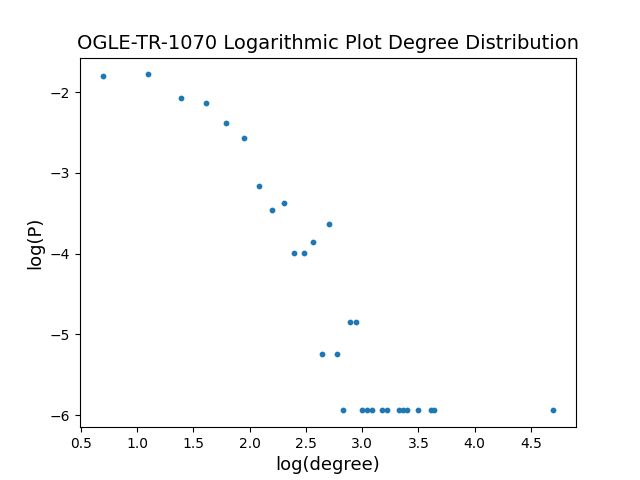 OGLE-TR-1070 Logarithmic Plot Degree Distribution
log(P)
−2
−3
−4
−5
−6
0.5 1.0 1.5 2.0 2.5 3.0 3.5 4.0 4.5
log(degree)